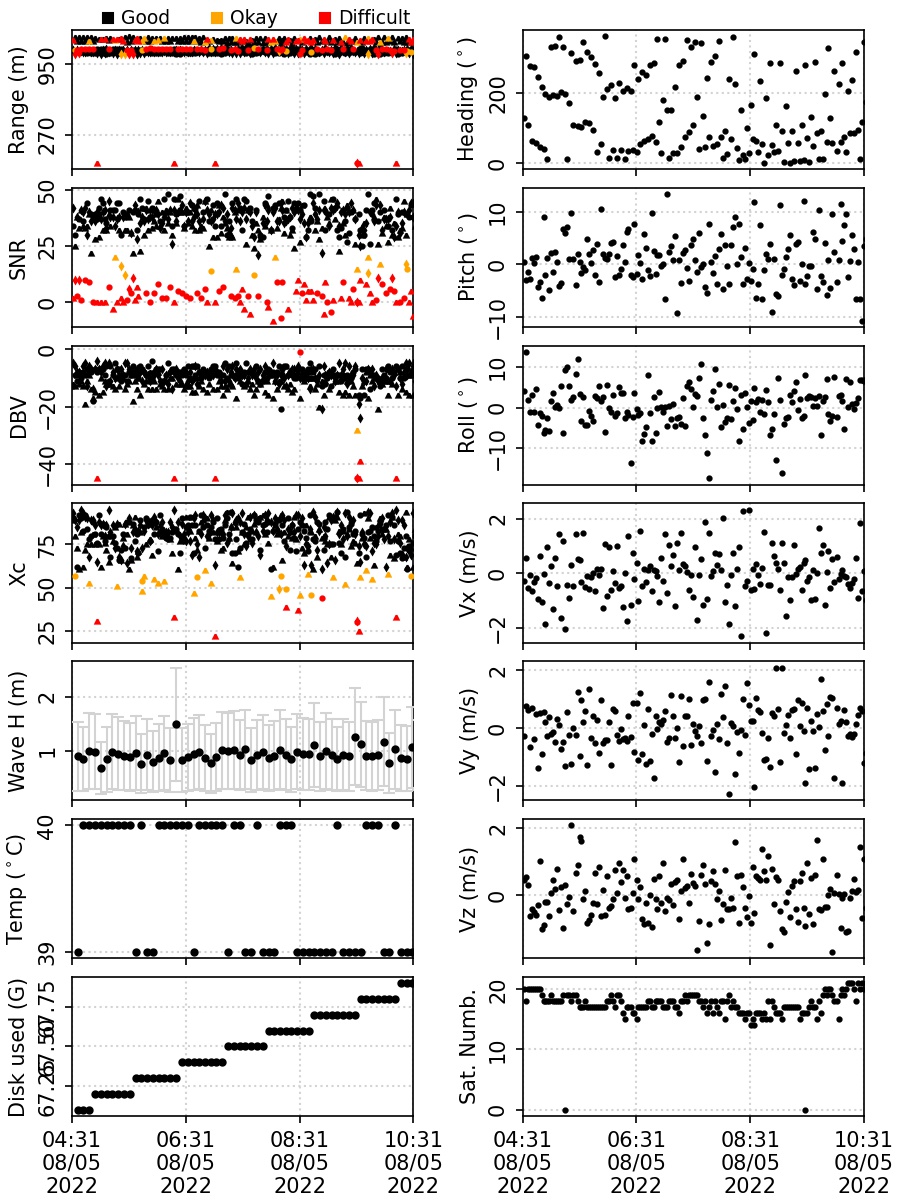 Good Okay Difficult
Range (m)
950
270
Heading (°)
200
0
SNR
50
25
0
Pitch (°)
10
0
−10
DBV
0
−20
−40
Roll (°)
10
0
−10
Xc
75
50
25
Vx (m/s)
2
0
−2
Wave H (m)
2
1
Vy (m/s)
2
0
−2
Temp (°C)
40
39
Vz (m/s)
2
0
Disk used (G)
67.75
67.50
67.25
Sat. Numb.
20
10
0
04:31 06:31 08:31 10:31
08/05 08/05 08/05 08/05
2022 2022 2022 2022
04:31 06:31 08:31 10:31
08/05 08/05 08/05 08/05
2022 2022 2022 2022